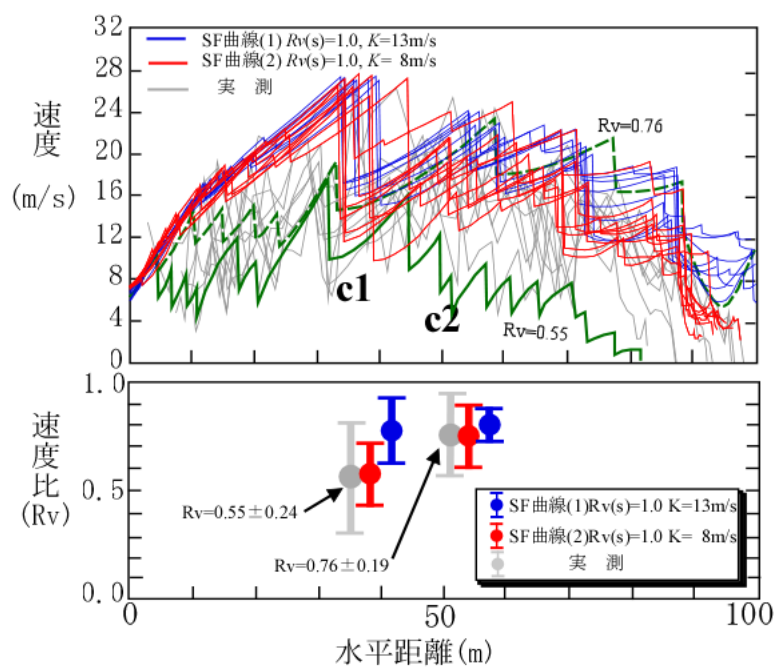 32
28
24
20
16
12
8
4
0
速度
(m/s)
SF曲線(1) Rv(s)=1.0, K=13m/s
SF曲線(2) Rv(s)=1.0, K= 8m/s
実 測
Rv=0.76
c1
c2
Rv=0.55
1.0
0.5
0.0
速度比
(Rv)
Rv=0.55±0.24
Rv=0.76±0.19
SF曲線(1)Rv(s)=1.0 K=13m/s
SF曲線(2)Rv(s)=1.0 K= 8m/s
実 測
0
50
100
水平距離(m)